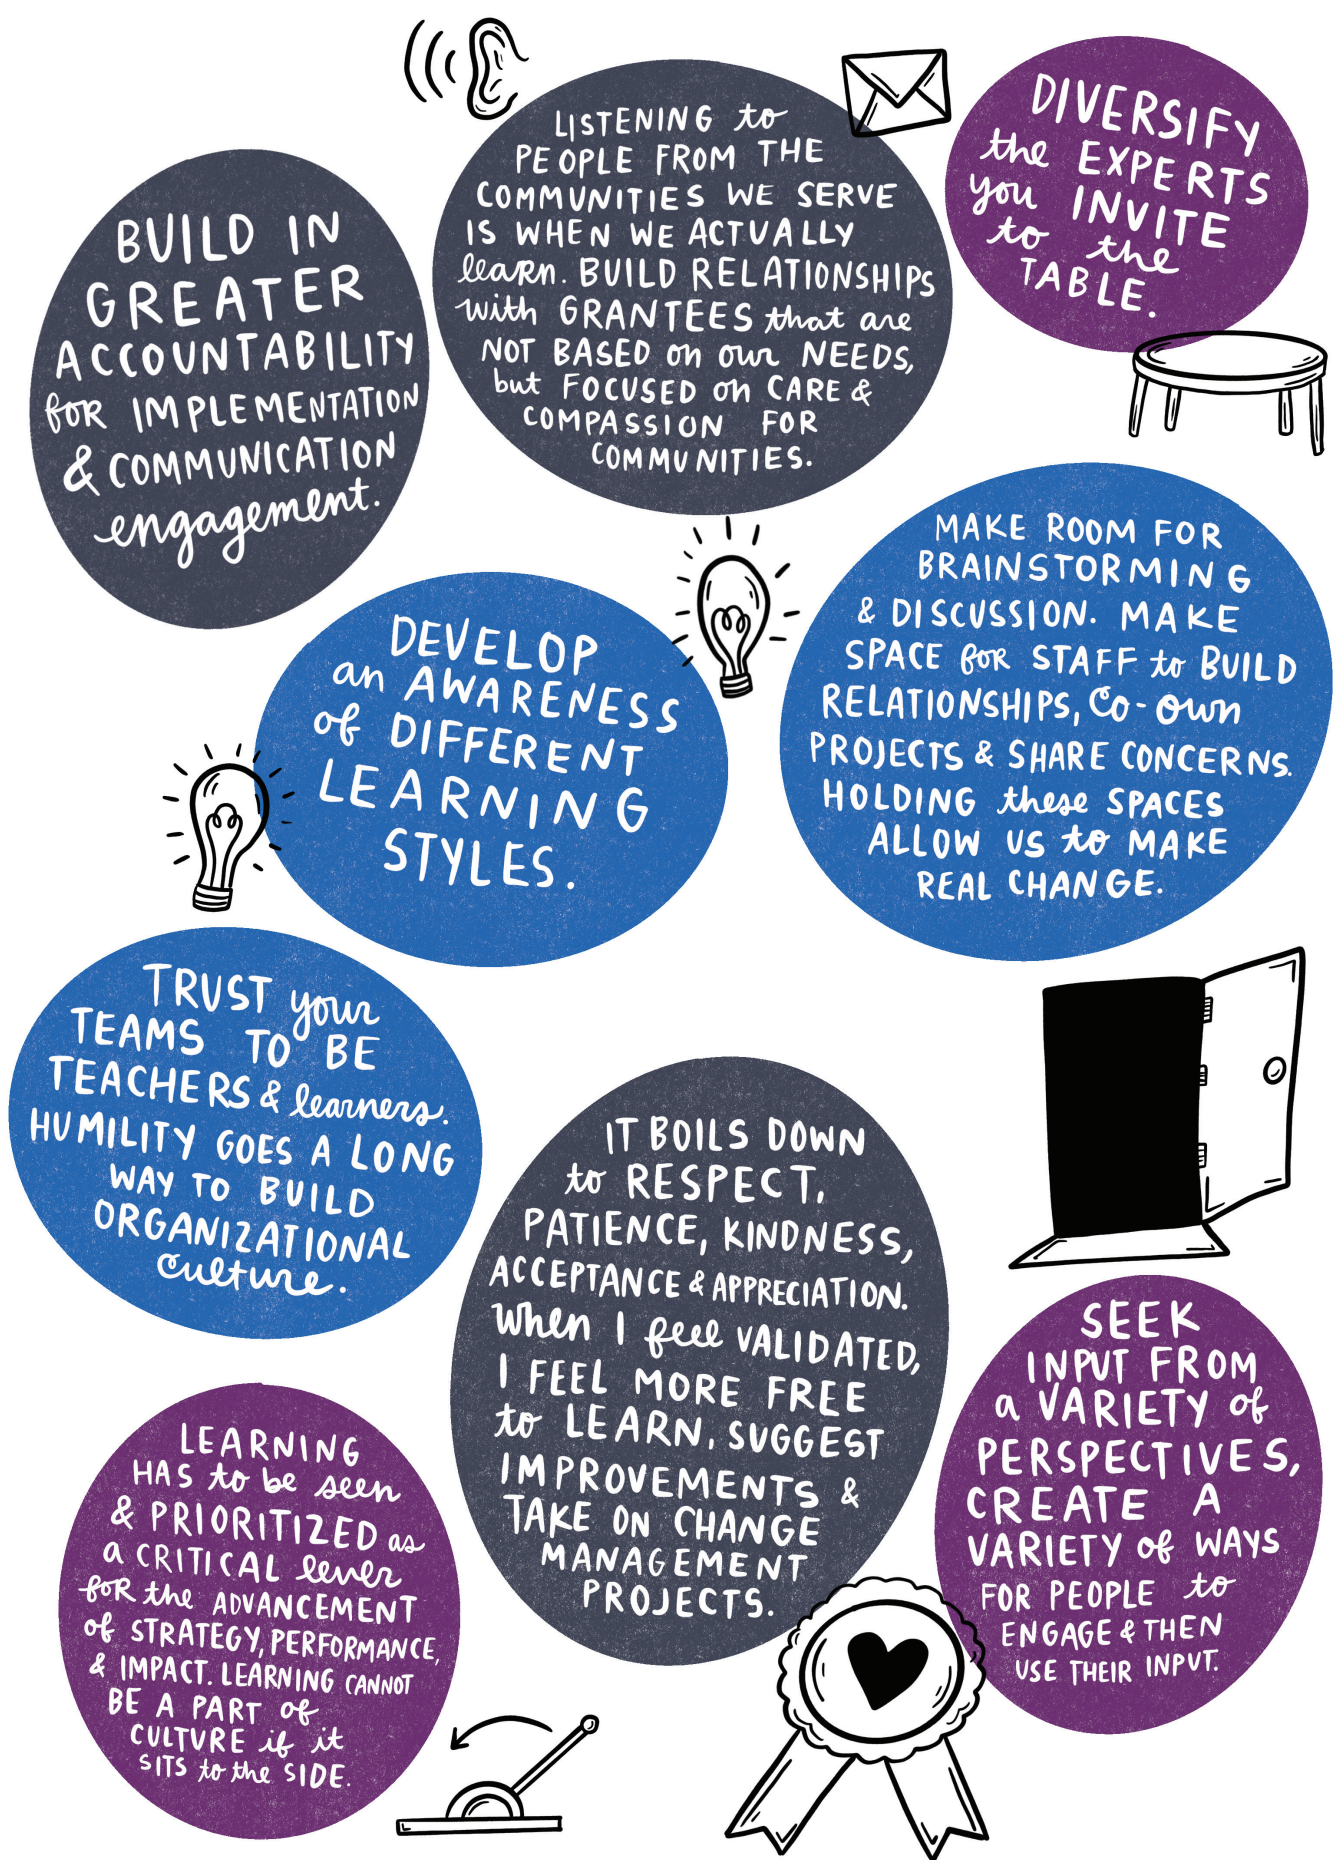 LISTENING to
PEOPLE FROM THE
COMMUNITIES WE SERVE
IS WHEN WE ACTUALLY
learn. BUILD RELATIONSHIPS
with GRANTEES that are
NOT BASED on our NEEDS,
but FOCUSED on CARE &
COMPASSION FOR
COMMUNITIES.
DIVERSIFY
the EXPERTS
you INVITE
to the
TABLE.
BUILD IN
GREATER
ACCOUNTABILITY
for IMPLEMENTATION
& COMMUNICATION
engagement.
MAKE ROOM FOR
BRAINSTORMING
& DISCUSSION. MAKE
SPACE for STAFF to BUILD
RELATIONSHIPS, Co-own
PROJECTS & SHARE CONCERNS.
HOLDING these SPACES
ALLOW US to MAKE
REAL CHANGE.
DEVELOP
an AWARENESS
of DIFFERENT
LEARNING
STYLES.
TRUST your
TEAMS TO BE
TEACHERS & learners.
HUMILITY GOES A LONG
WAY TO BUILD
ORGANIZATIONAL
culture.
IT BOILS DOWN
to RESPECT,
PATIENCE, KINDNESS,
ACCEPTANCE & APPRECIATION.
When I feel VALIDATED,
I FEEL MORE FREE
to LEARN, SUGGEST
IMPROVEMENTS &
TAKE ON CHANGE
MANAGEMENT
PROJECTS.
SEEK
INPUT FROM
a VARIETY of
PERSPECTIVES,
CREATE A
VARIETY of WAYS
FOR PEOPLE to
ENGAGE & THEN
USE THEIR INPUT.
LEARNING
HAS to be seen
& PRIORITIZED as
a CRITICAL lever
for the ADVANCEMENT
of STRATEGY, PERFORMANCE,
& IMPACT. LEARNING CANNOT
BE A PART of
CULTURE if it
SITS to the SIDE.